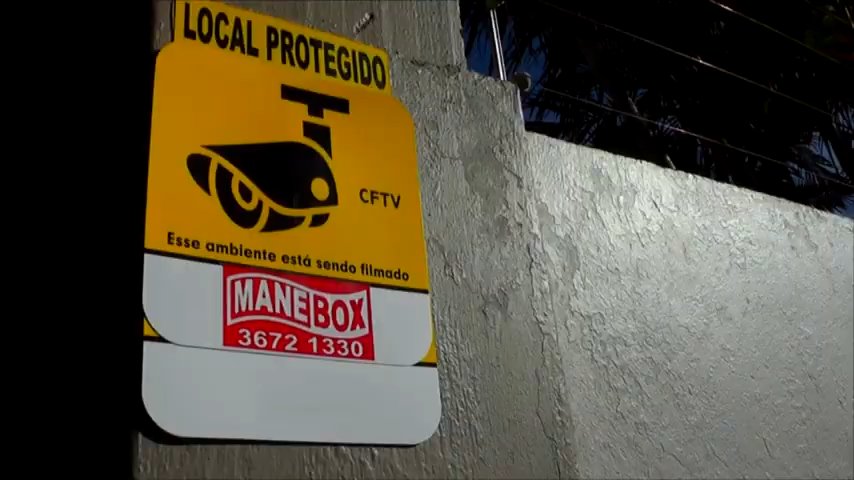 LOCAL PROTEGIDO
CFTV
Esse ambiente está sendo filmado
MANEBOX
3672 1330